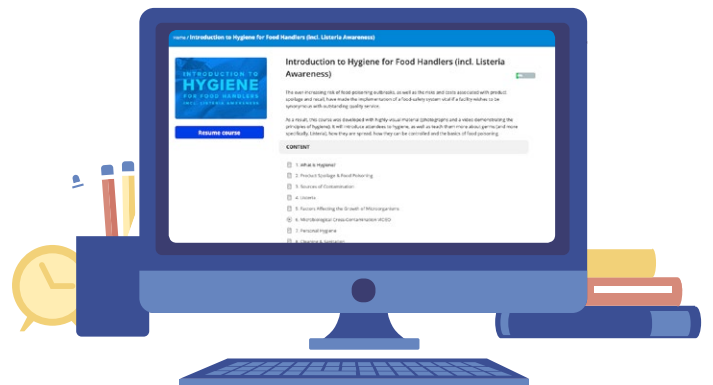 Home / Introduction to Hygiene for Food Handlers (incl. Listeria Awareness)
INTRODUCTION TO
HYGIENE
FOR FOOD HANDLERS
INCL. LISTERIA AWARENESS
Resume course
Introduction to Hygiene for Food Handlers (incl. Listeria
Awareness)
The ever increasing risk of food poisoning outbreaks, as well as the risks and costs associated with product
spoilage and recall, have made the implementation of a food-safety system vital if a facility wishes to be
synonymous with outstanding quality service.
As a result, this course was developed with highly visual material (photographs and a video demonstrating the
principles of hygiene). It will introduce attendees to hygiene, as well as teach them more about germs (and more
specifically, Listeria), how they are spread, how they can be controlled and the basics of food poisoning.
CONTENT
1. What is Hygiene?
2. Product Spoilage & Food Poisoning
3. Sources of Contamination
4. Listeria
5. Factors Affecting the Growth of Microorganisms
6. Microbiological Cross-Contamination
7. Personal Hygiene
8. Cleaning & Sanitation